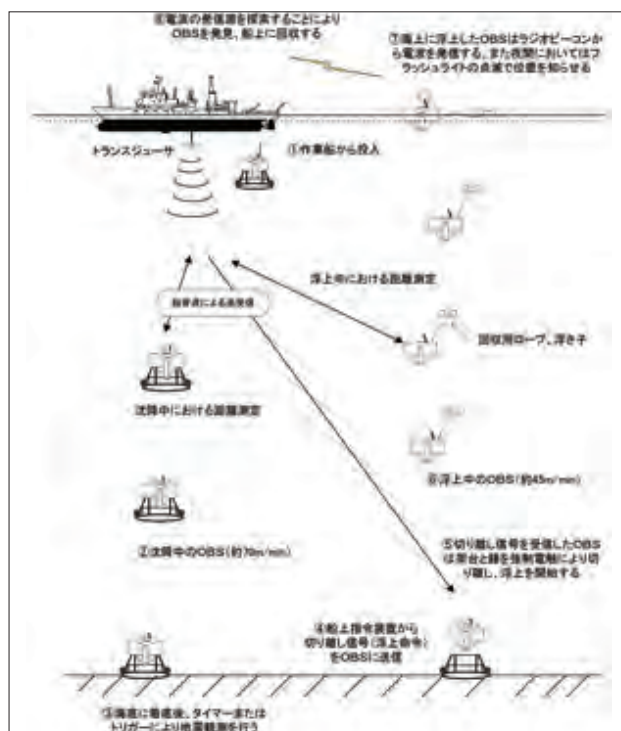 ⑧電波の発信源を探索することにより
OBSを発見、船上に回収する
⑦海上に浮上したOBSはラジオビーコンか
ら電波を発信する、また夜間においてはフ
ラッシュライトの点滅で位置を知らせる
トランスジューサ
①作業船から投入
浮上中における距離測定
回収用ロープ、浮き子
沈降中における距離測定
⑥浮上中のOBS(約45m/min)
②沈降中のOBS(約70m/min)
⑤切り離し信号を受信したOBS
は架台と錘を強制電触により切
り離し、浮上を開始する
④船上指令装置から
切り離し信号(浮上命令)
をOBSに送信
③海底に着底後、タイマーまたは
トリガーにより地震観測を行う